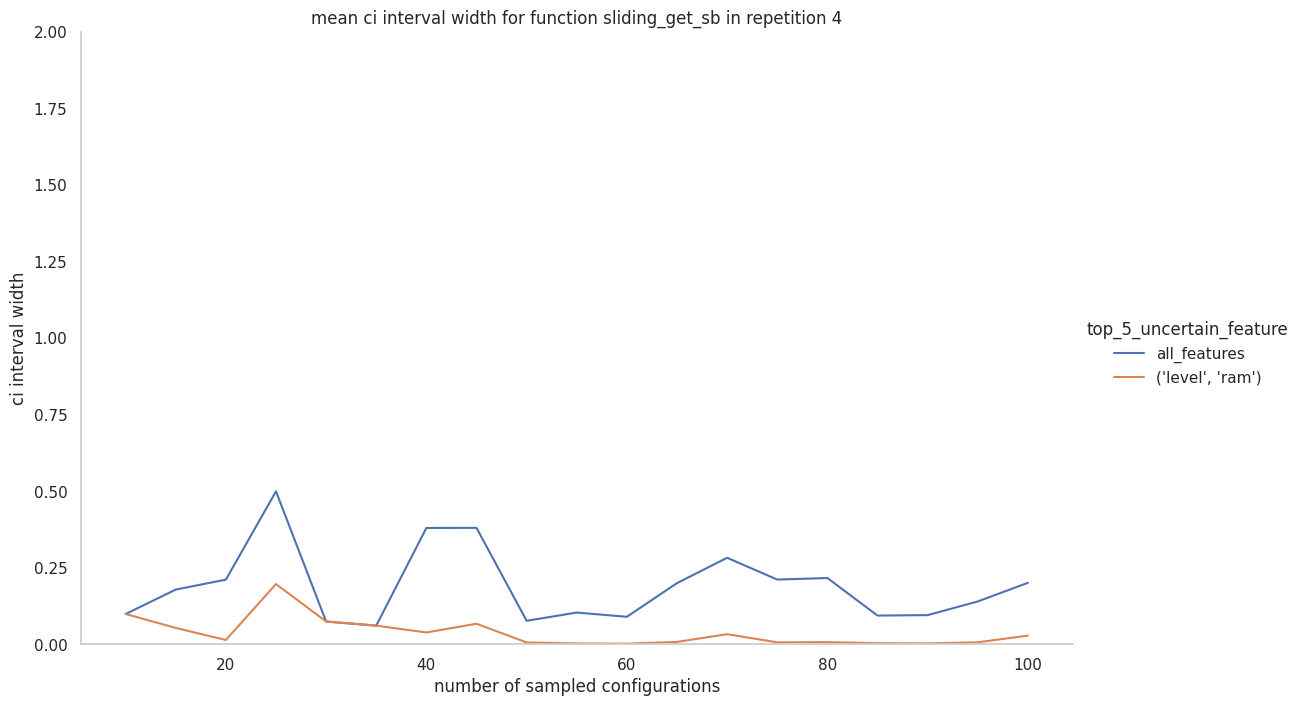 mean ci interval width for function sliding_get_sb in repetition 4
2.00
1.75
1.50
1.25
1.00
0.75
0.50
0.25
0.00
ci interval width
20 40 60 80 100
number of sampled configurations
top_5_uncertain_feature
all_features
('level', 'ram')